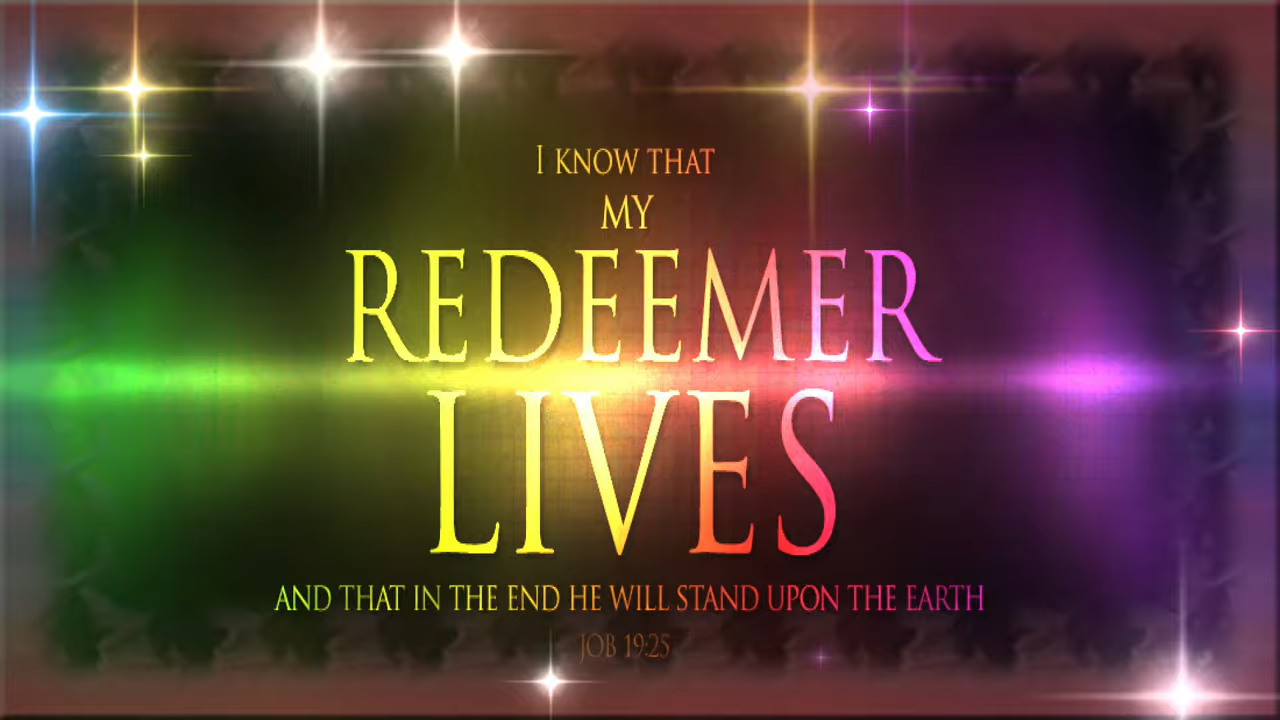 I KNOW THAT
MY
REDEEMER
LIVES
AND THAT IN THE END HE WILL STAND UPON THE EARTH
JOB 19:25